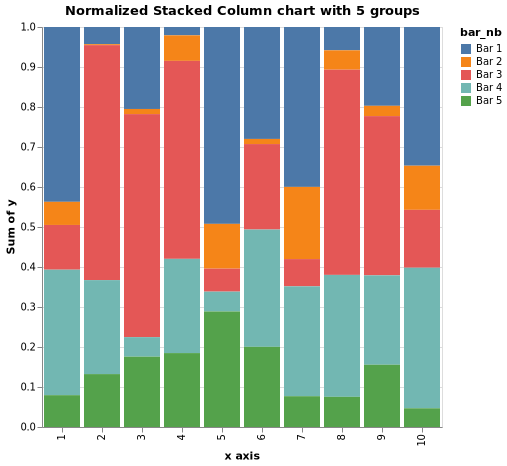 Normalized Stacked Column chart with 5 groups
bar_nb
Bar 1
Bar 2
Bar 3
Bar 4
Bar 5
Sum of y
1.0
0.9
0.8
0.7
0.6
0.5
0.4
0.3
0.2
0.1
0.0
1 2 3 4 5 6 7 8 9 10
x axis